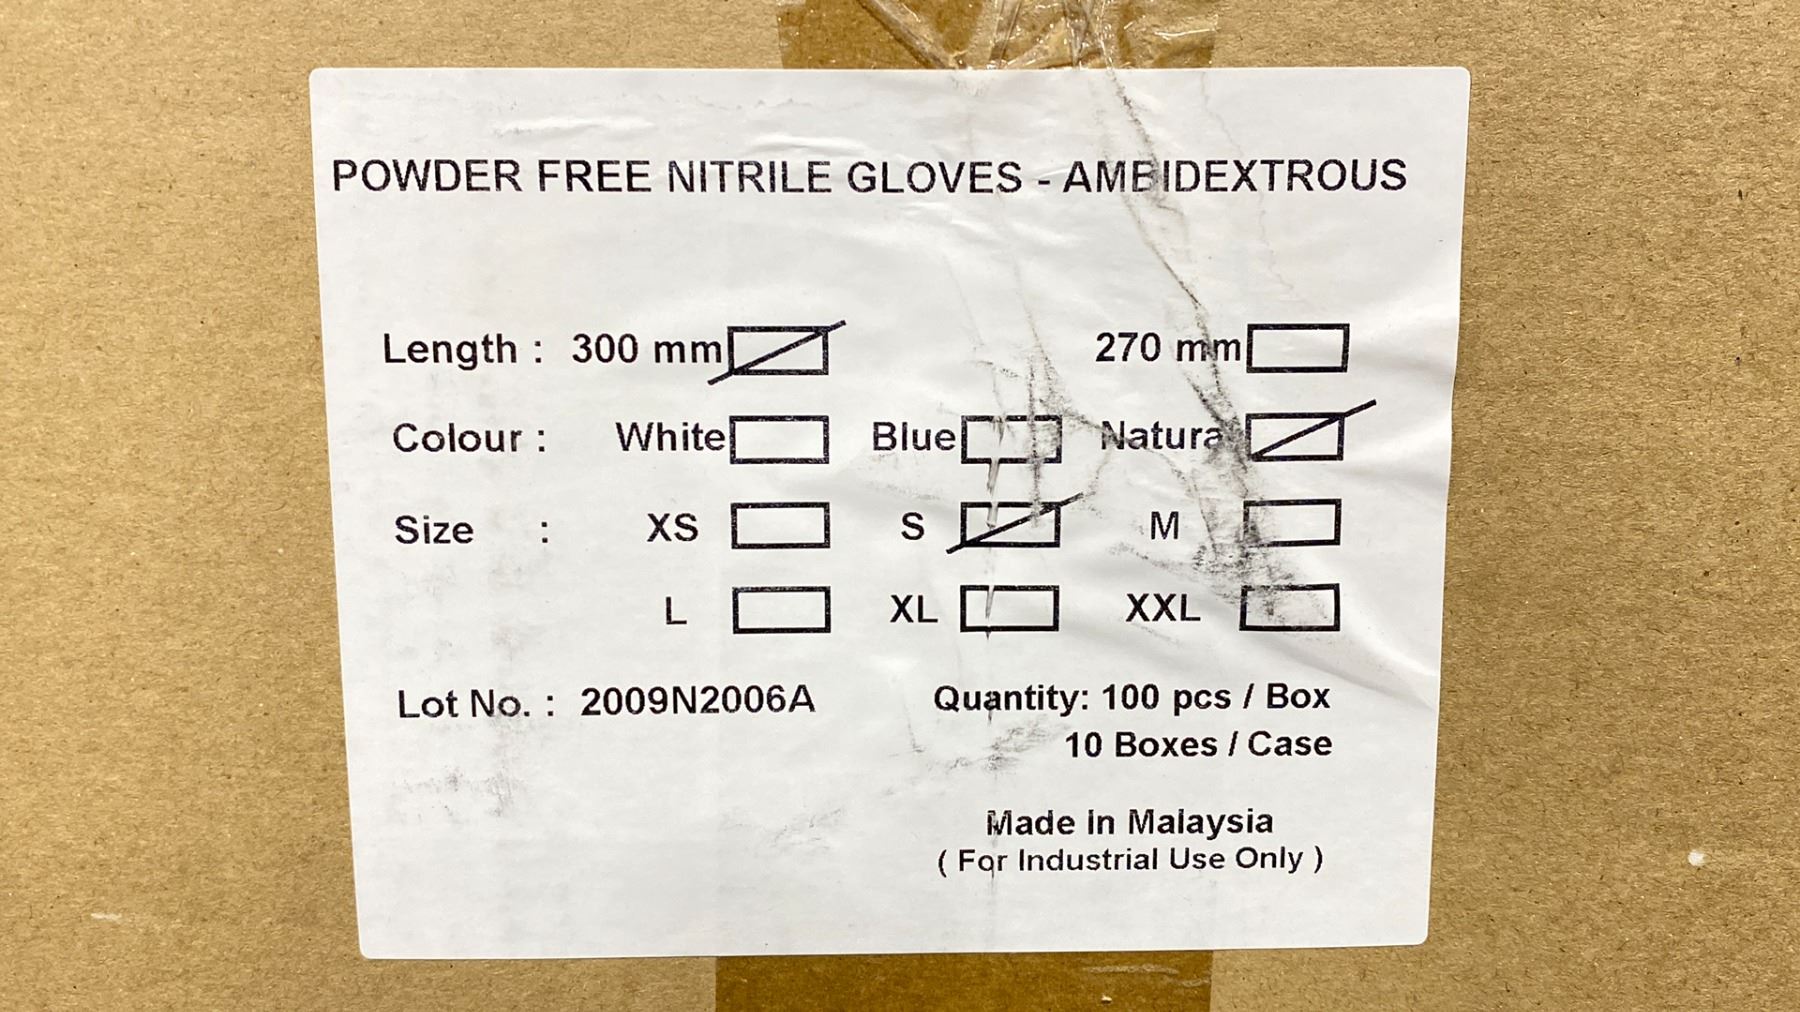 POWDER FREE NITRILE GLOVES - AMBIDEXTROUS
Length : 300 mm 270 mm
Colour : White Blue Natural
Size : XS S M
L XL XXL
Lot No. : 2009N2006A Quantity: 100 pcs / Box
10 Boxes / Case
Made in Malaysia
( For Industrial Use Only )